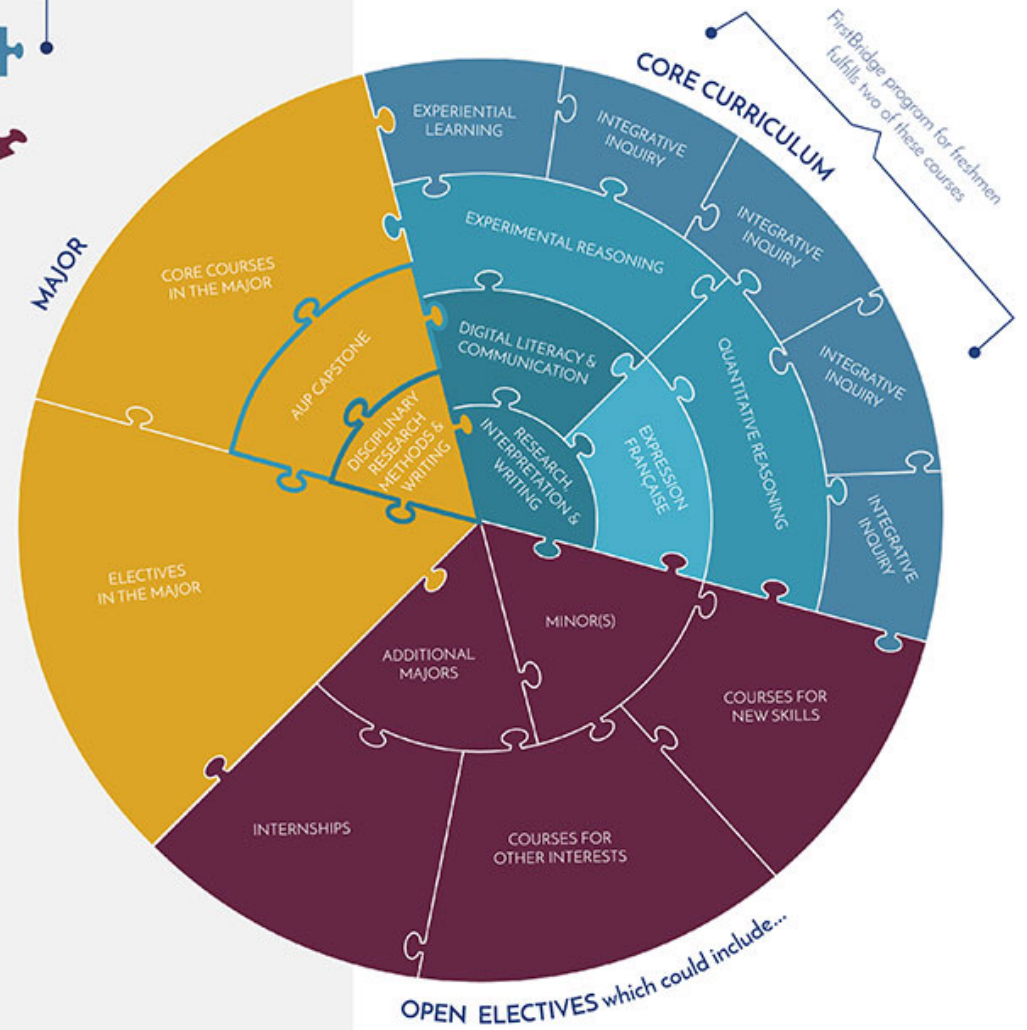 CORE CURRICULUM
FirstBridge program for freshmen
fulfills two of these courses
EXPERIENTIAL
LEARNING
INTEGRATIVE
INQUIRY
INTEGRATIVE
INQUIRY
INTEGRATIVE
INQUIRY
INTEGRATIVE
INQUIRY
EXPERIMENTAL REASONING
QUANTITATIVE REASONING
DIGITAL LITERACY &
COMMUNICATION
EXPRESSION
FRANÇAISE
RESEARCH,
INTERPRETATION &
WRITING
MAJOR
CORE COURSES
IN THE MAJOR
AUP CAPSTONE
DISCIPLINARY
RESEARCH
METHODS &
WRITING
ELECTIVES
IN THE MAJOR
MINOR(S)
ADDITIONAL
MAJORS
COURSES FOR
NEW SKILLS
INTERNSHIPS
COURSES FOR
OTHER INTERESTS
OPEN ELECTIVES which could include...